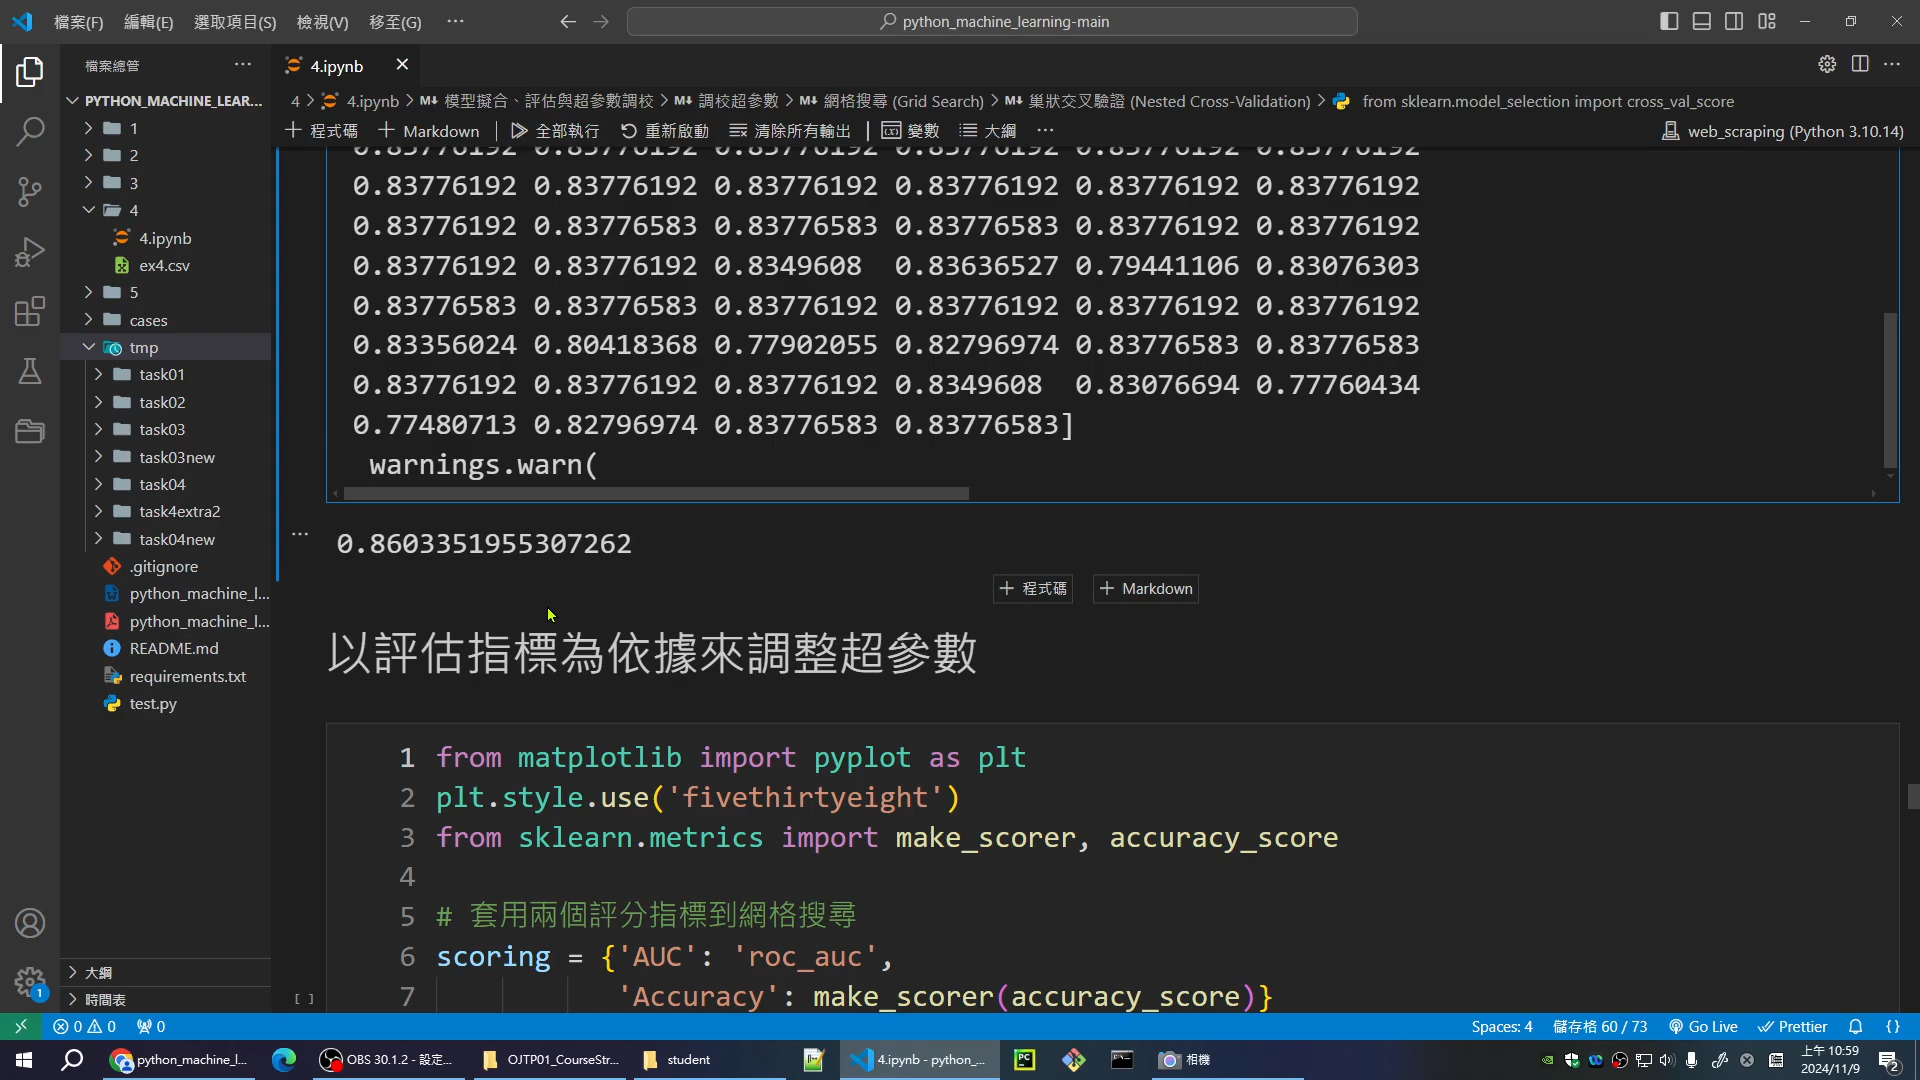 檔案(F) 編輯(E) 選取項目(S) 檢視(V) 移至(G) ··· python_machine_learning-main
檔案總管 ···
4.ipynb
PYTHON_MACHINE_LEAR...
1
2
3
4
4.ipynb
ex4.csv
5
cases
tmp
task01
task02
task03
task03new
task04
task4extra2
task04new
.gitignore
python_machine_l...
python_machine_l...
README.md
requirements.txt
test.py
大綱
時間表
4 > 4.ipynb > M↓ 模型擬合、評估與超參數調校 > M↓ 調校超參數 > M↓ 網格搜尋 (Grid Search) > M↓ 巢狀交叉驗證 (Nested Cross-Validation) > from sklearn.model_selection import cross_val_score
+ 程式碼 + Markdown | 全部執行 重新啟動 清除所有輸出 | 變數 大綱 ··· web_scraping (Python 3.10.14)
0.83776192 0.83776192 0.83776192 0.83776192 0.83776192 0.83776192
0.83776192 0.83776192 0.83776192 0.83776192 0.83776192 0.83776192
0.83776192 0.83776583 0.83776583 0.83776583 0.83776192 0.83776192
0.83776192 0.83776192 0.8349608 0.83636527 0.79441106 0.83076303
0.83776583 0.83776583 0.83776192 0.83776192 0.83776192 0.83776192
0.83356024 0.80418368 0.77902055 0.82796974 0.83776583 0.83776583
0.83776192 0.83776192 0.83776192 0.8349608 0.83076694 0.77760434
0.77480713 0.82796974 0.83776583 0.83776583]
warnings.warn(
··· 0.8603351955307262
+ 程式碼 + Markdown
以評估指標為依據來調整超參數
1 from matplotlib import pyplot as plt
2 plt.style.use('fivethirtyeight')
3 from sklearn.metrics import make_scorer, accuracy_score
4
5 # 套用兩個評分指標到網格搜尋
6 scoring = {'AUC': 'roc_auc',
[ ] 7 'Accuracy': make_scorer(accuracy_score)}
1
0 0 0 Spaces: 4 儲存格 60 / 73 Go Live Prettier {}
python_machine_l... OBS 30.1.2 - 設定... OJTP01_CourseStr... student 4.ipynb - python_... PC 相機 上午 10:59
2024/11/9 2